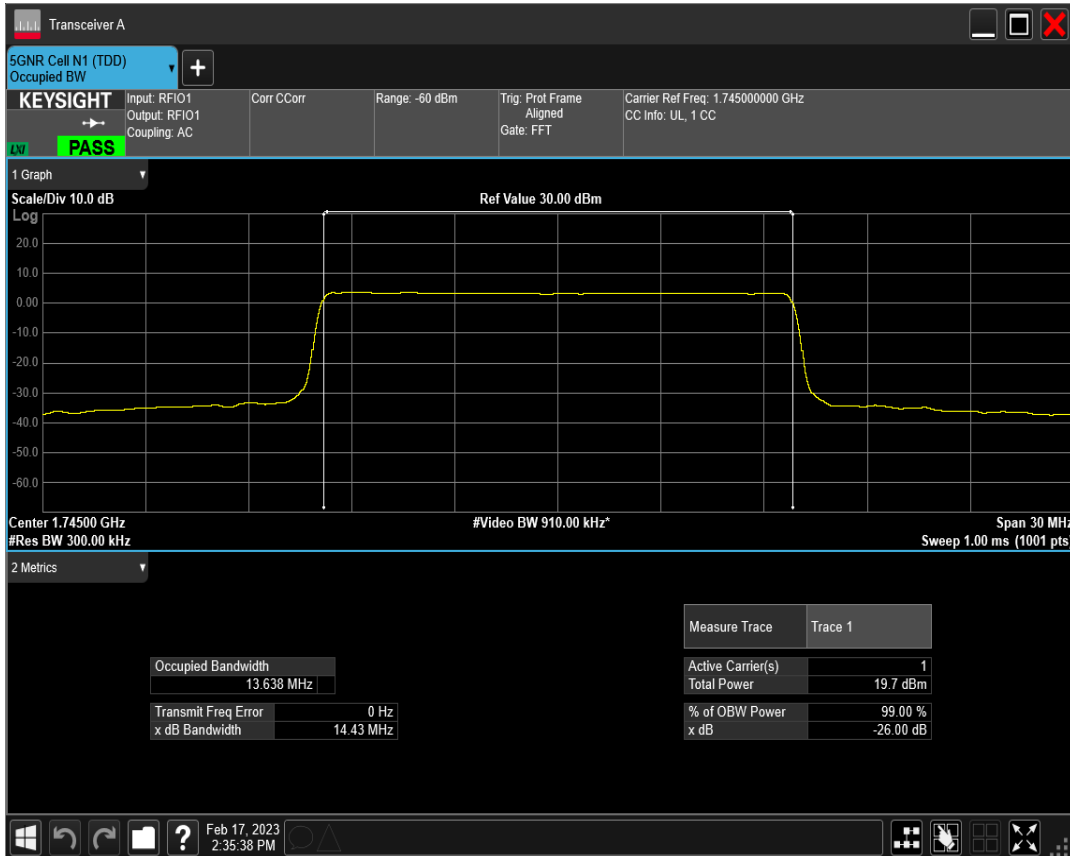 Transceiver A
5GNR Cell N1 (TDD)
Occupied BW
+
KEYSIGHT
LXI
PASS
Input: RFIO1
Output: RFIO1
Coupling: AC
Corr CCorr
Range: -60 dBm
Trig: Prot Frame
Aligned
Gate: FFT
Carrier Ref Freq: 1.745000000 GHz
CC Info: UL, 1 CC
1 Graph
Scale/Div 10.0 dB
Ref Value 30.00 dBm
Log
20.0
10.0
0.00
-10.0
-20.0
-30.0
-40.0
-50.0
-60.0
Center 1.74500 GHz
#Video BW 910.00 kHz*
Span 30 MHz
#Res BW 300.00 kHz
Sweep 1.00 ms (1001 pts)
2 Metrics
Measure Trace Trace 1
Occupied Bandwidth
13.638 MHz
Active Carrier(s) 1
Total Power 19.7 dBm
Transmit Freq Error 0 Hz
x dB Bandwidth 14.43 MHz
% of OBW Power 99.00 %
x dB -26.00 dB
?
Feb 17, 2023
2:35:38 PM